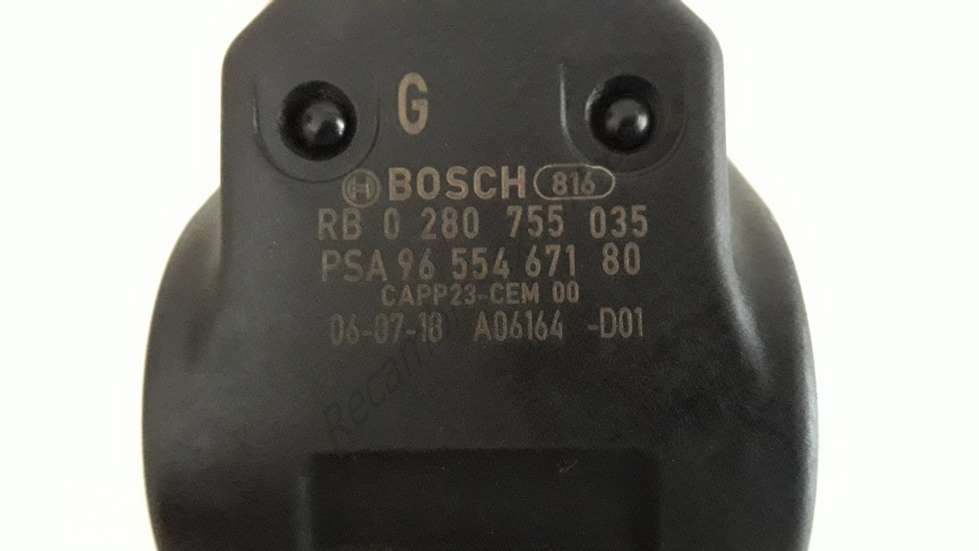 G
BOSCH 816
RB 0 280 755 035
PSA 96 554 671 80
CAPP23-CEM 00
06-07-18 A06164 -D01